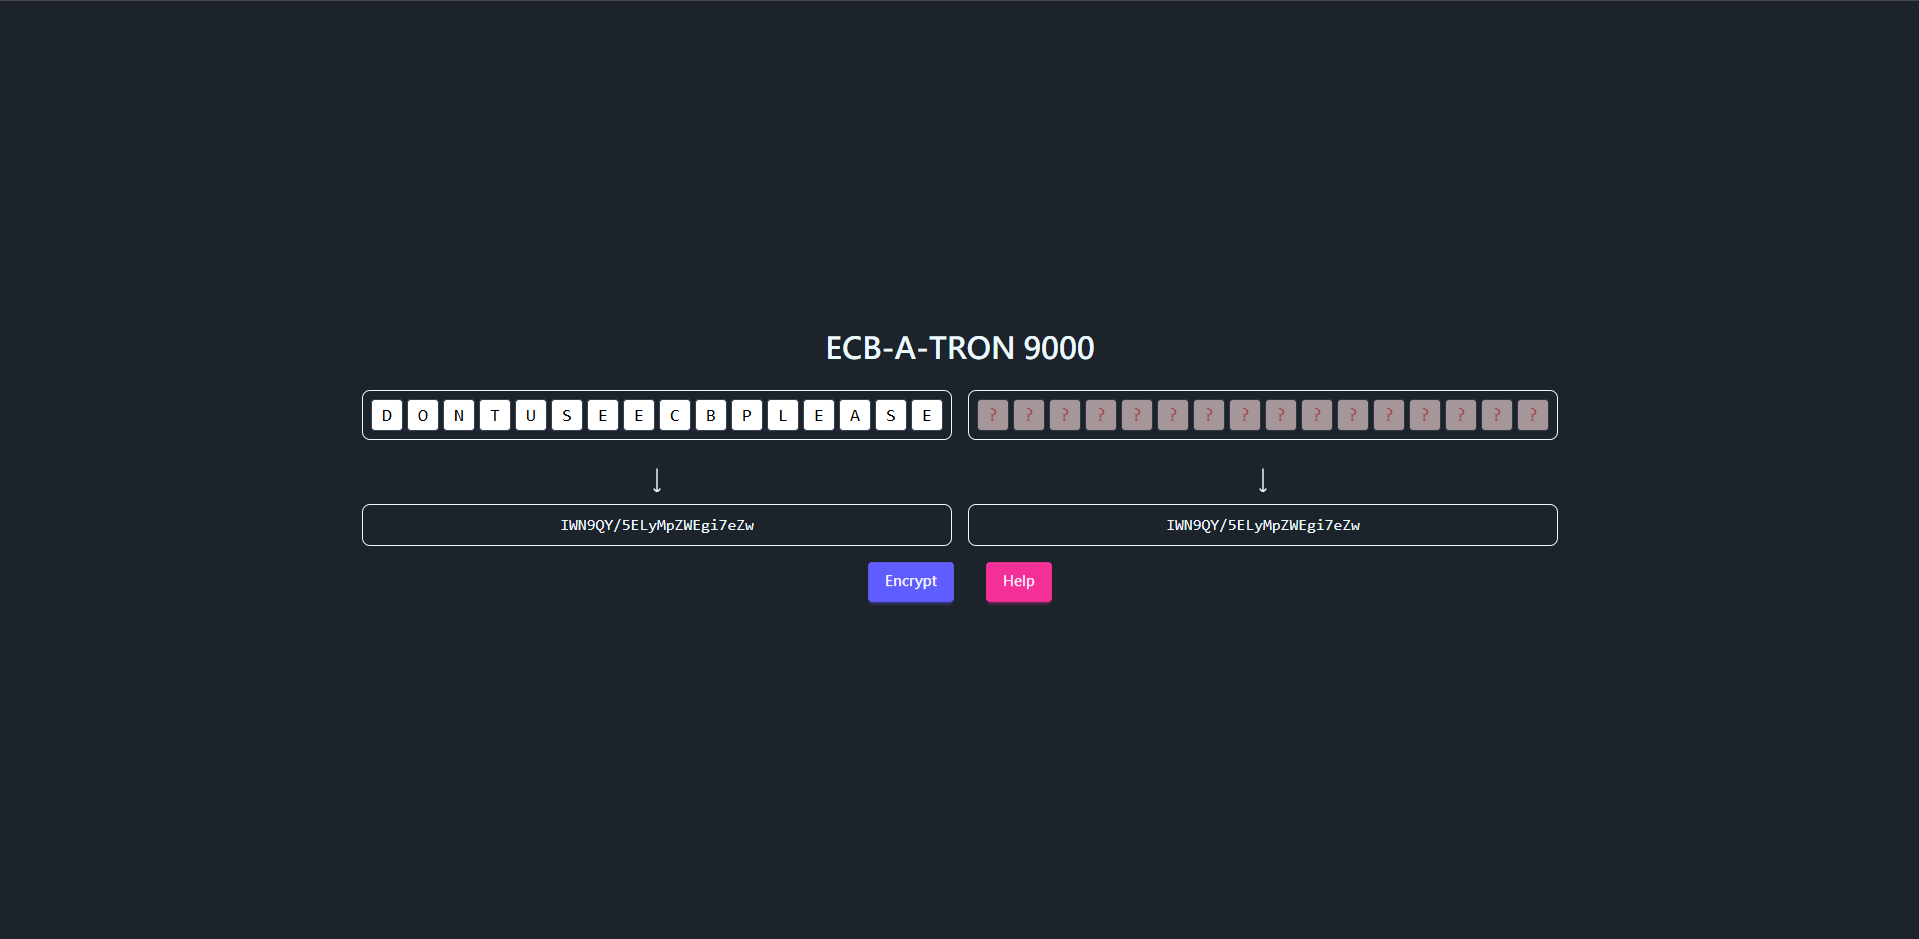 ECB-A-TRON 9000
D O N T U S E E C B P L E A S E ? ? ? ? ? ? ? ? ? ? ? ? ? ? ? ?
↓ ↓
IWN9QY/5ELyMpZWEgi7eZw IWN9QY/5ELyMpZWEgi7eZw
Encrypt Help